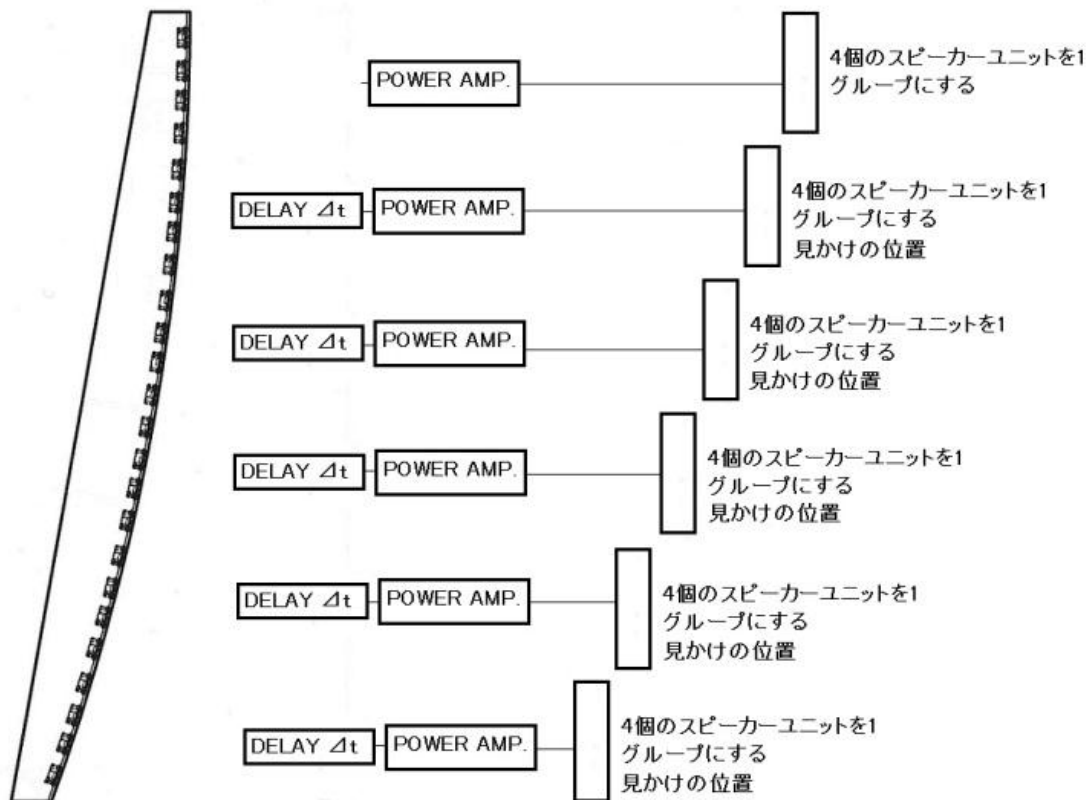 POWER AMP.
4個のスピーカーユニットを1
グループにする
DELAY ⊿t
POWER AMP.
4個のスピーカーユニットを1
グループにする
見かけの位置
DELAY ⊿t
POWER AMP.
4個のスピーカーユニットを1
グループにする
見かけの位置
DELAY ⊿t
POWER AMP.
4個のスピーカーユニットを1
グループにする
見かけの位置
DELAY ⊿t
POWER AMP.
4個のスピーカーユニットを1
グループにする
見かけの位置
DELAY ⊿t
POWER AMP.
4個のスピーカーユニットを1
グループにする
見かけの位置